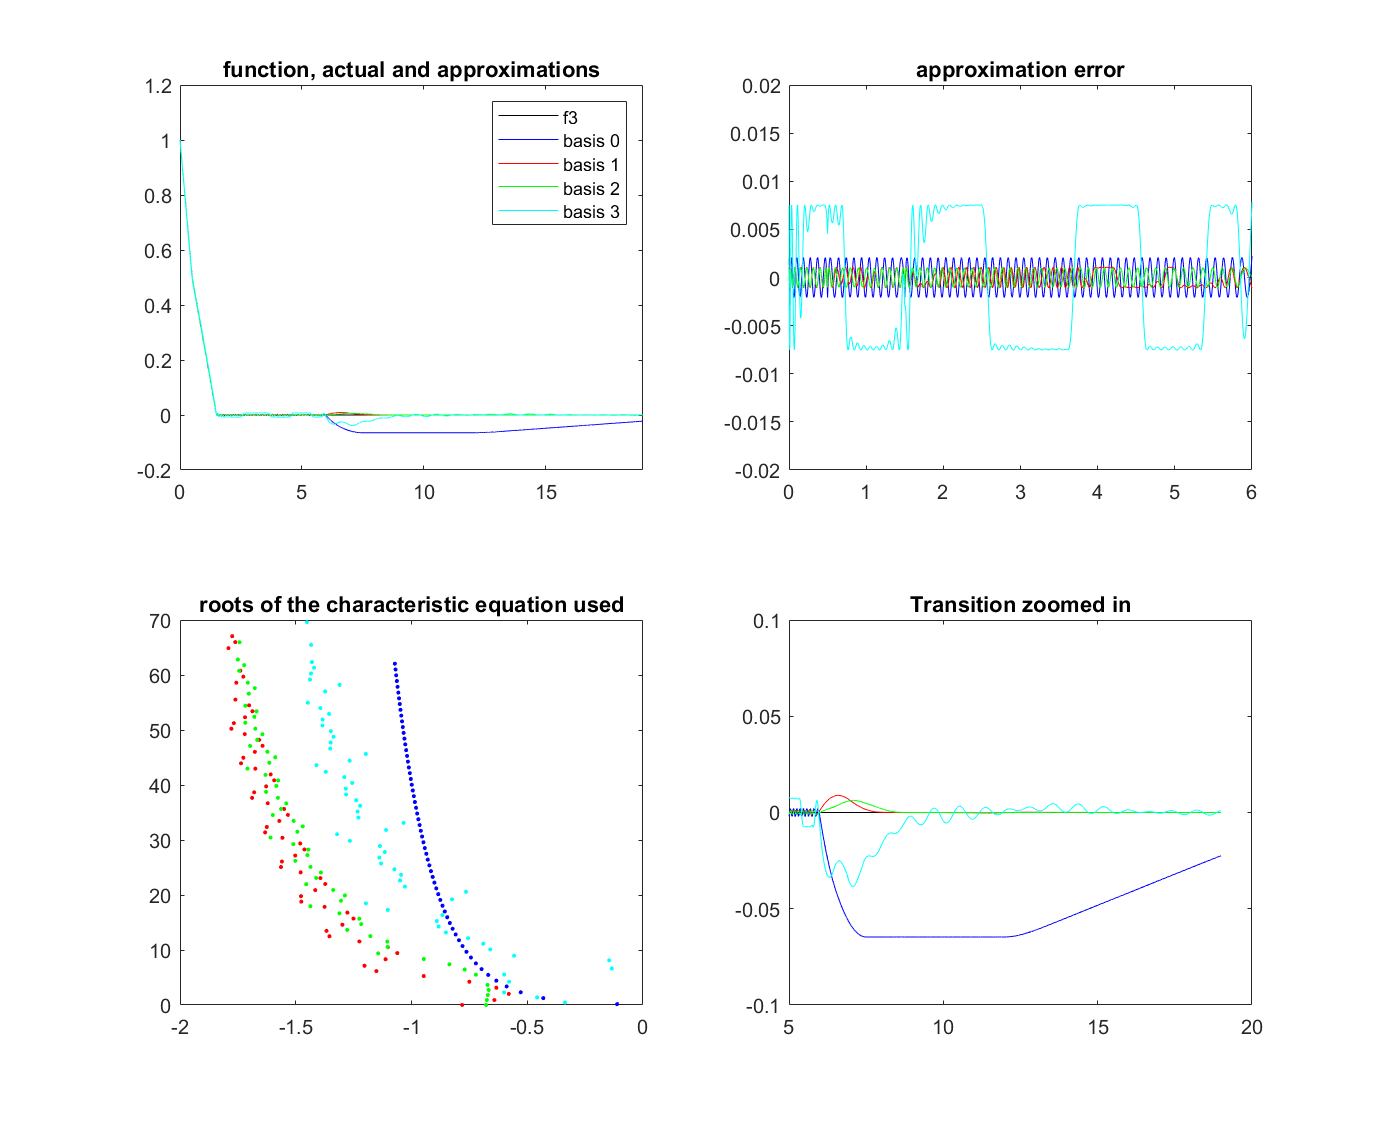 function, actual and approximations
1.2
1
0.8
0.6
0.4
0.2
0
-0.2
0 5 10 15
f3
basis 0
basis 1
basis 2
basis 3
approximation error
0.02
0.015
0.01
0.005
0
-0.005
-0.01
-0.015
-0.02
0 1 2 3 4 5 6
roots of the characteristic equation used
70
60
50
40
30
20
10
0
-2 -1.5 -1 -0.5 0
Transition zoomed in
0.1
0.05
0
-0.05
-0.1
5 10 15 20